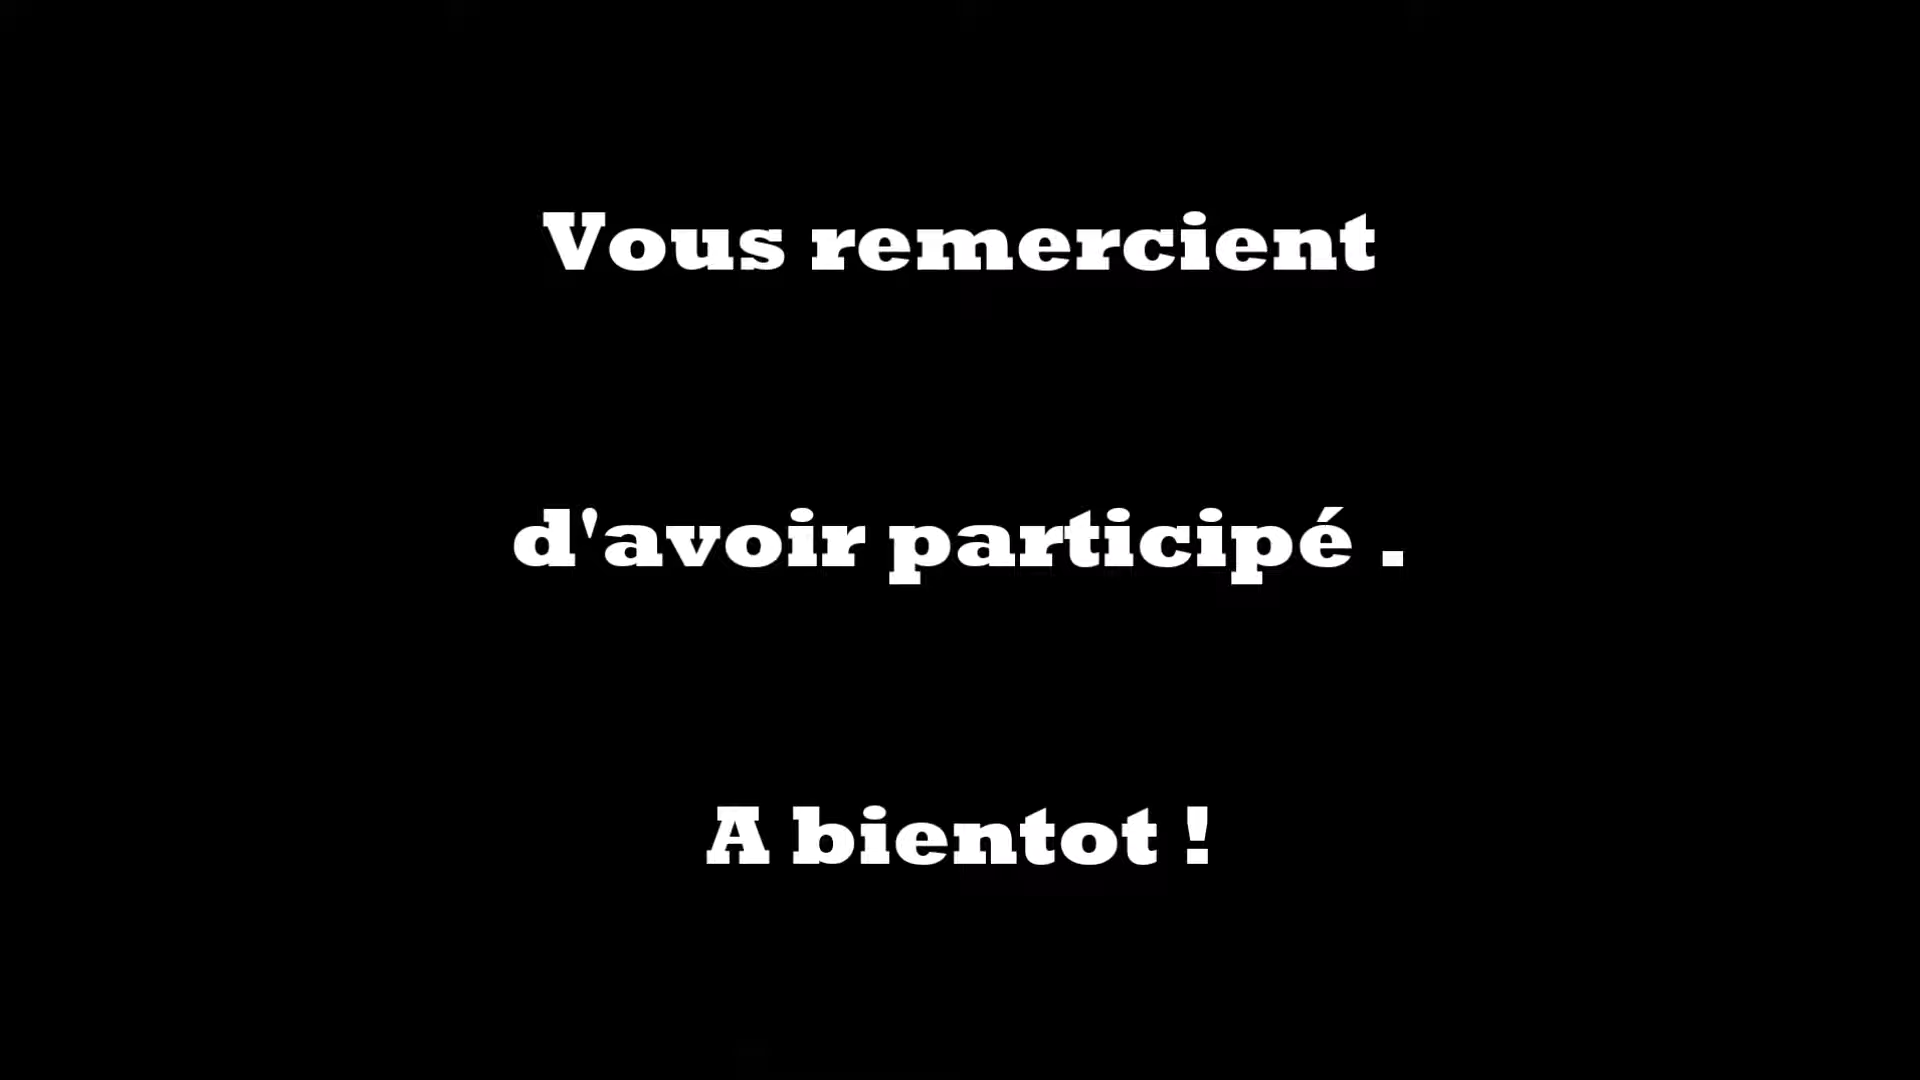 Vous remercient
d'avoir participé .
A bientot !